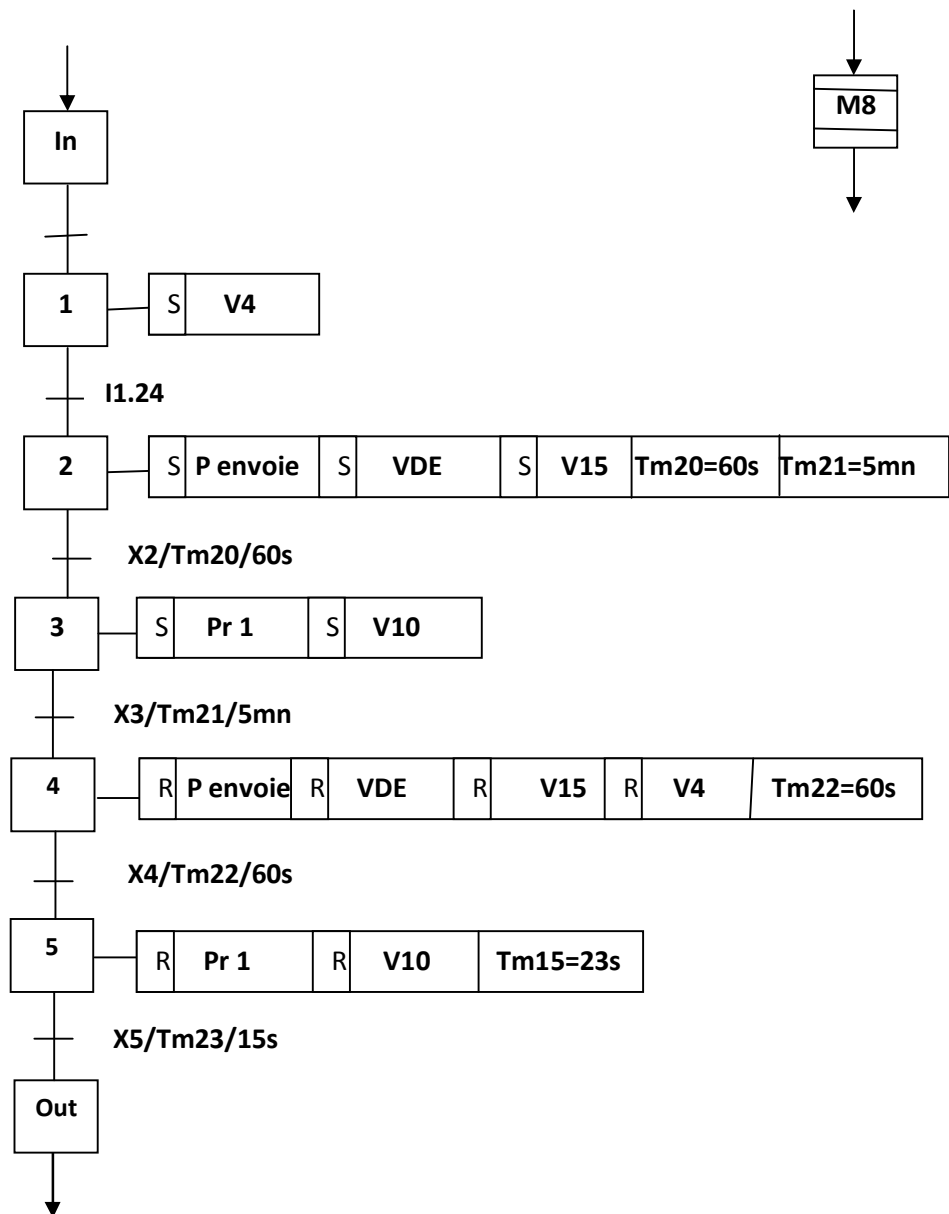 M8
In
1 S V4
I1.24
2 S P envoie S VDE S V15 Tm20=60s Tm21=5mn
X2/Tm20/60s
3 S Pr 1 S V10
X3/Tm21/5mn
4 R P envoie R VDE R V15 R V4 Tm22=60s
X4/Tm22/60s
5 R Pr 1 R V10 Tm15=23s
X5/Tm23/15s
Out